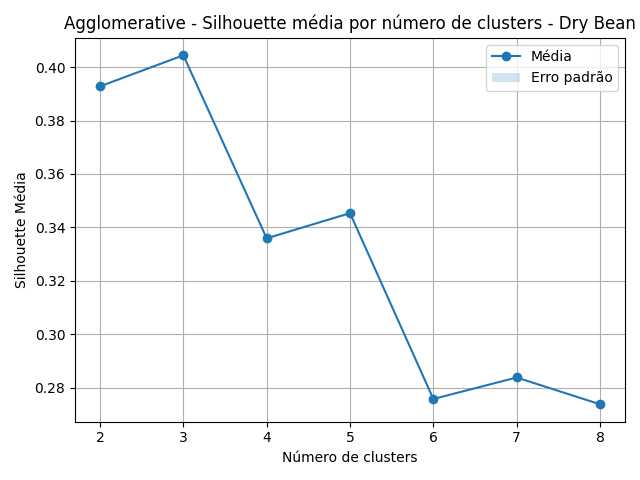 Agglomerative - Silhouette média por número de clusters - Dry Bean
Média
Erro padrão
Silhouette Média
0.40
0.38
0.36
0.34
0.32
0.30
0.28
2 3 4 5 6 7 8
Número de clusters